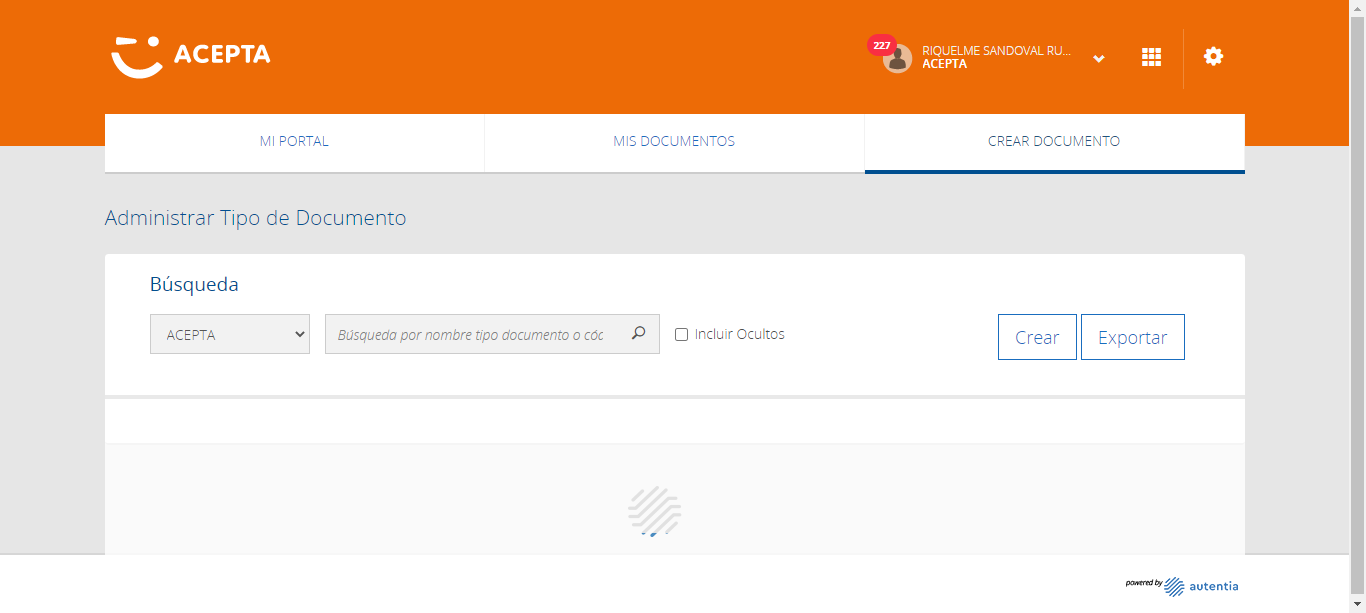 ACEPTA
227
RIQUELME SANDOVAL RU...
ACEPTA
MI PORTAL
MIS DOCUMENTOS
CREAR DOCUMENTO
Administrar Tipo de Documento
Búsqueda
ACEPTA
Búsqueda por nombre tipo documento o cóc
Incluir Ocultos
Crear
Exportar
powered by autentia